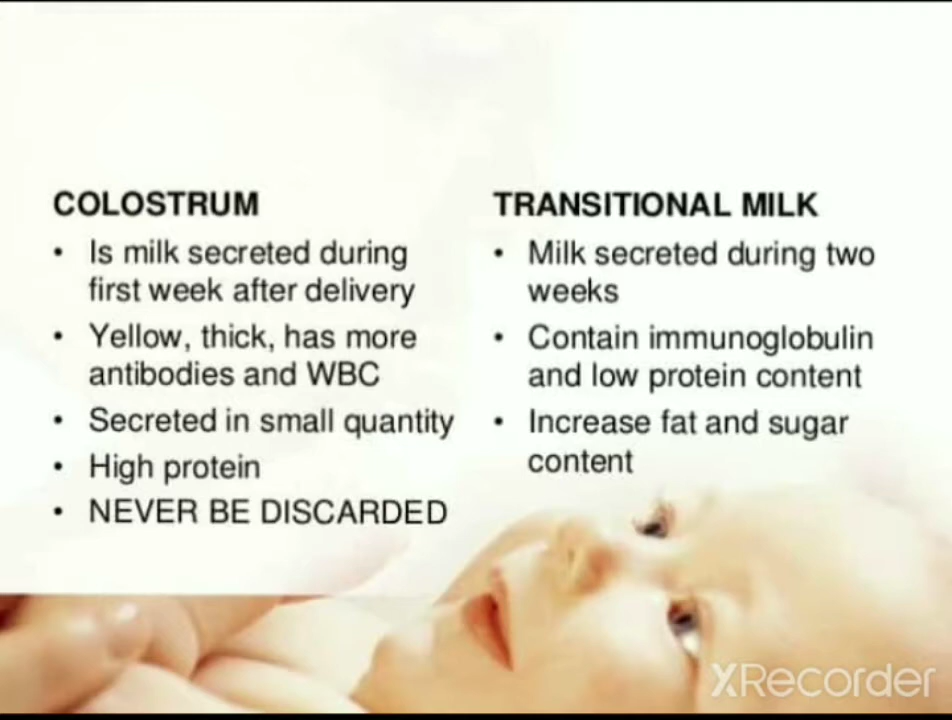 COLOSTRUM
• Is milk secreted during
first week after delivery
• Yellow, thick, has more
antibodies and WBC
• Secreted in small quantity
• High protein
• NEVER BE DISCARDED
TRANSITIONAL MILK
• Milk secreted during two
weeks
• Contain immunoglobulin
and low protein content
• Increase fat and sugar
content
XRecorder